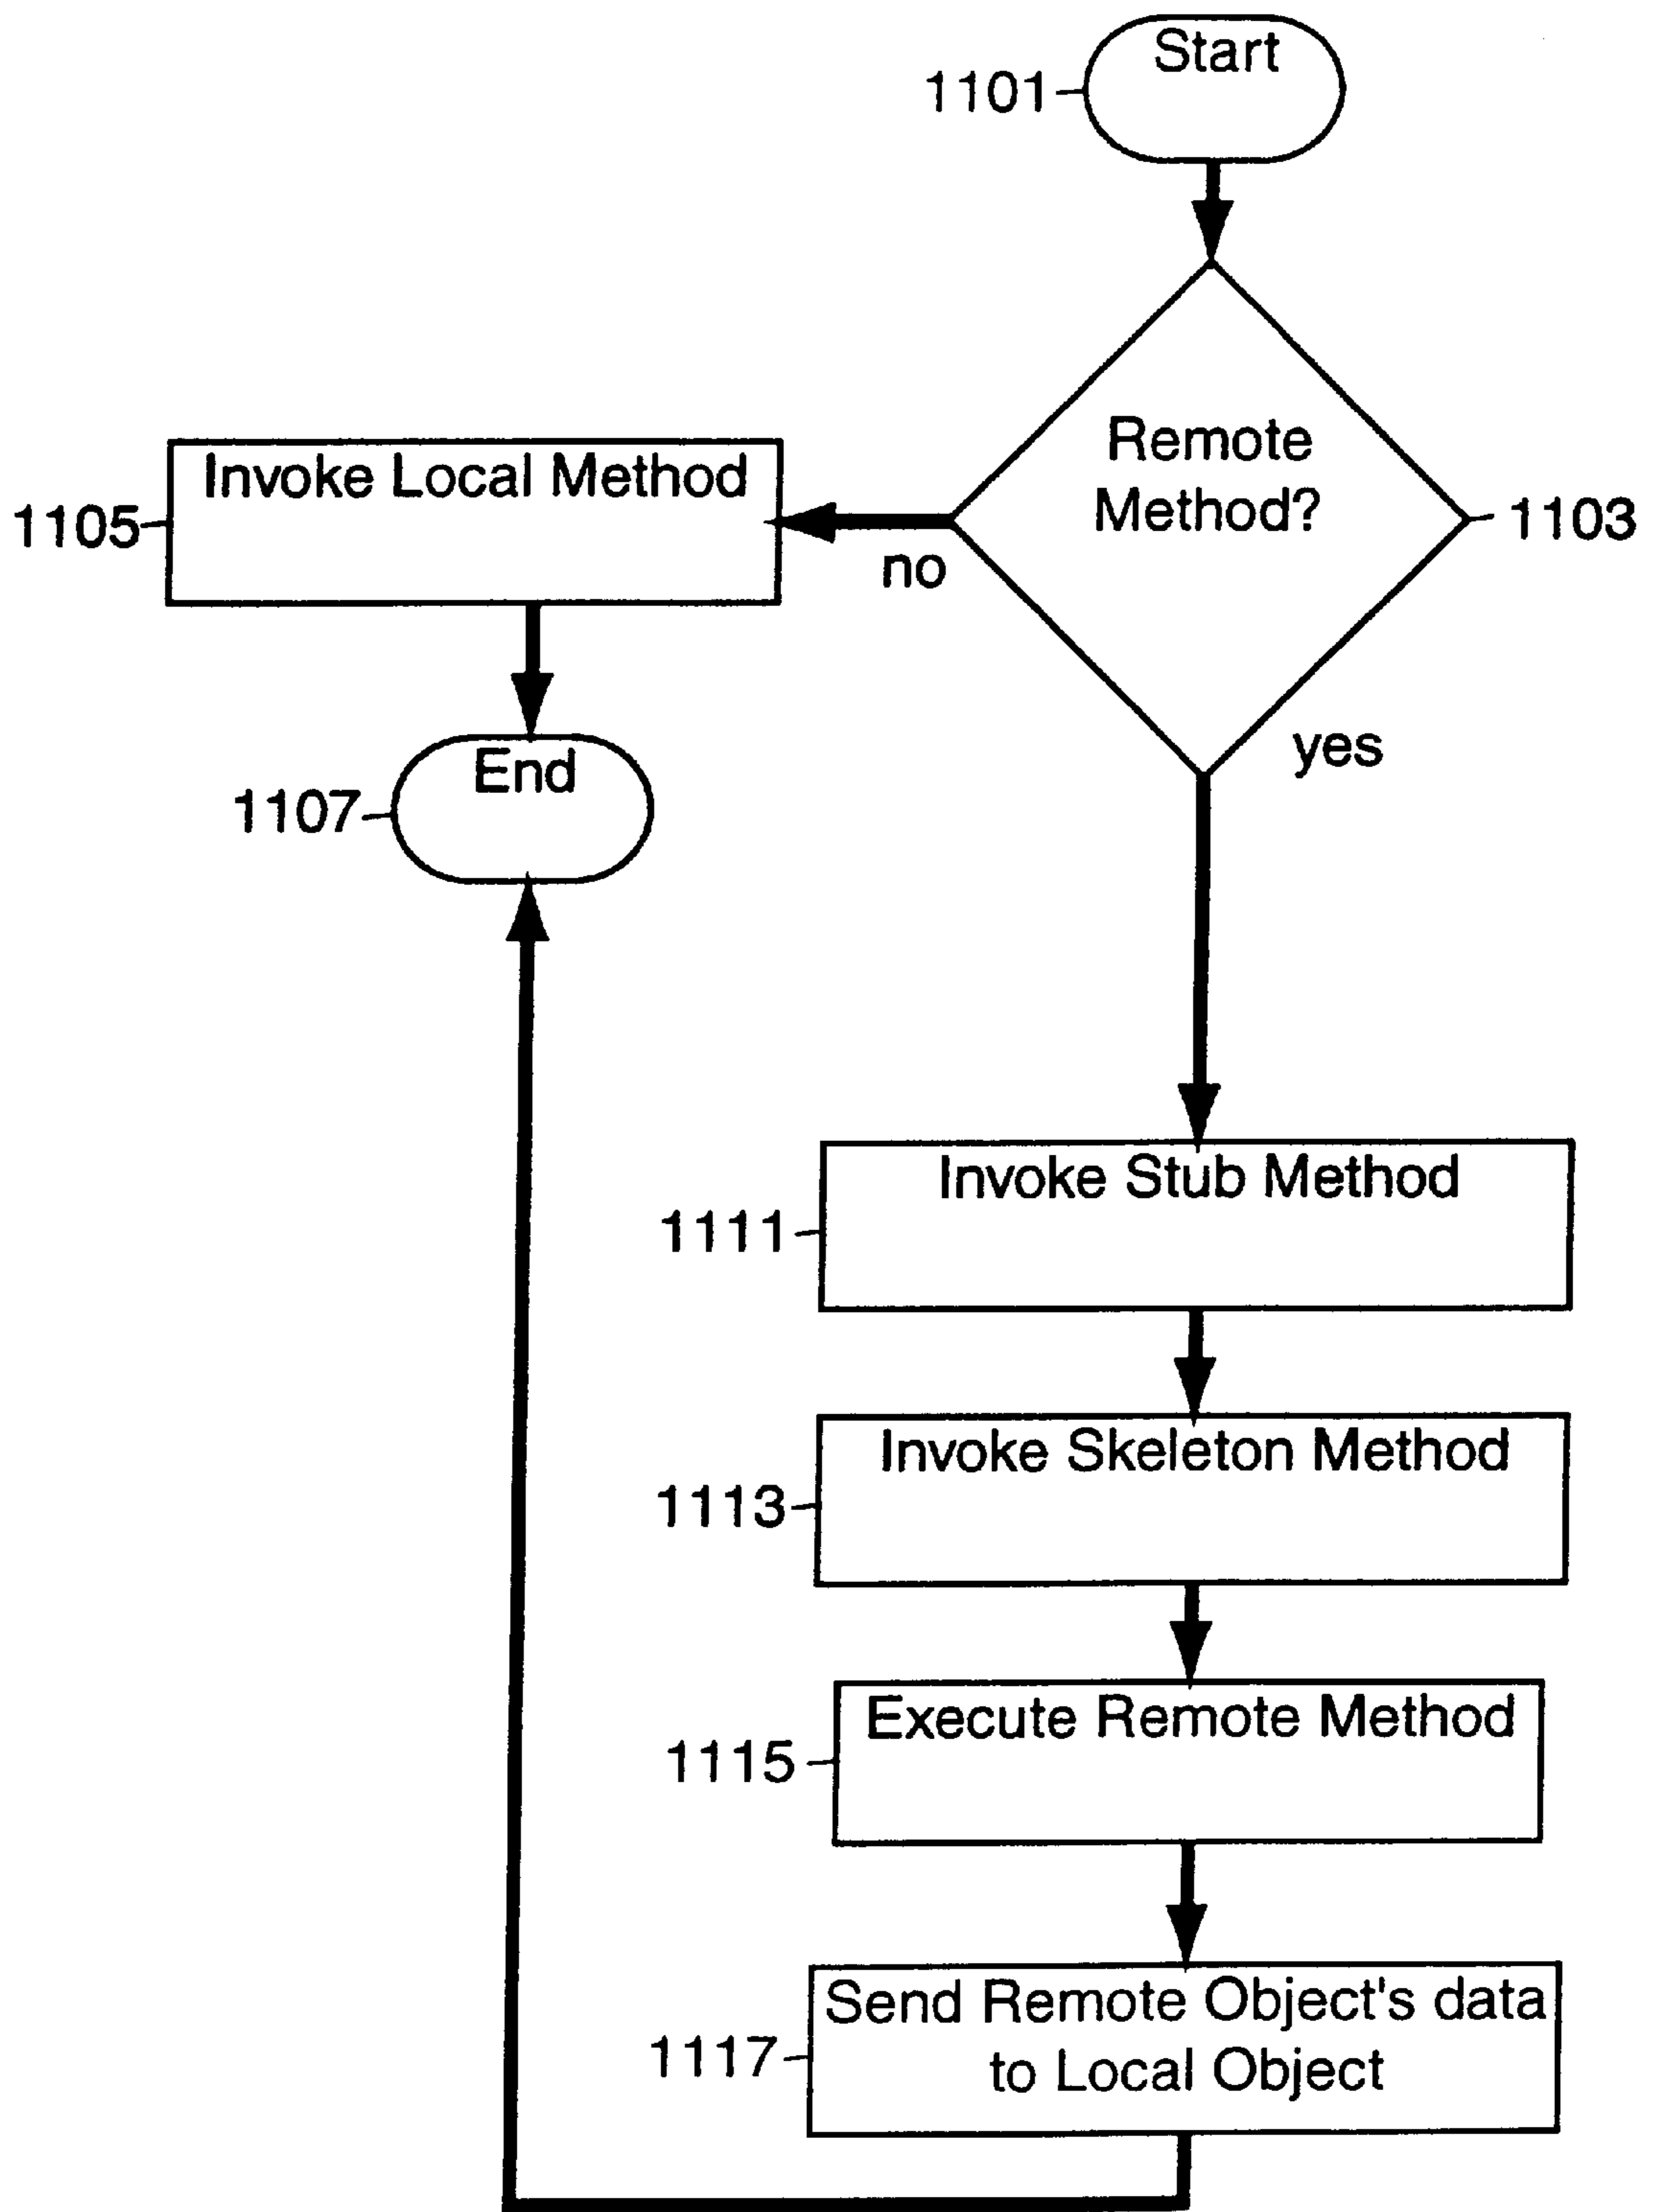 Start
1101
Remote
Method?
1103
Invoke Local Method
1105
no
End
1107
yes
Invoke Stub Method
1111
Invoke Skeleton Method
1113
Execute Remote Method
1115
Send Remote Object's data
to Local Object
1117